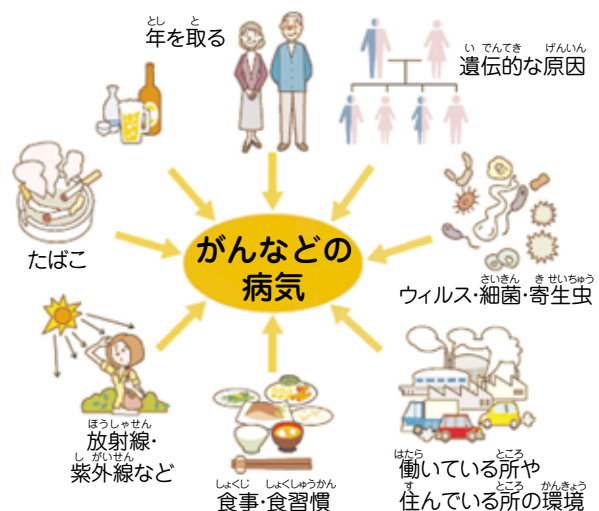 とし と
年を取る
い でんてき げんいん
遺伝的な原因
たばこ
がんなどの
病気
さいきん きせいちゅう
ウィルス・細菌・寄生虫
ほうしゃせん
放射線・
し がいせん
紫外線など
しょくじ しょくしゅうかん
食事・食習慣
はたら ところ
働いている所や
す ところ かんきょう
住んでいる所の環境